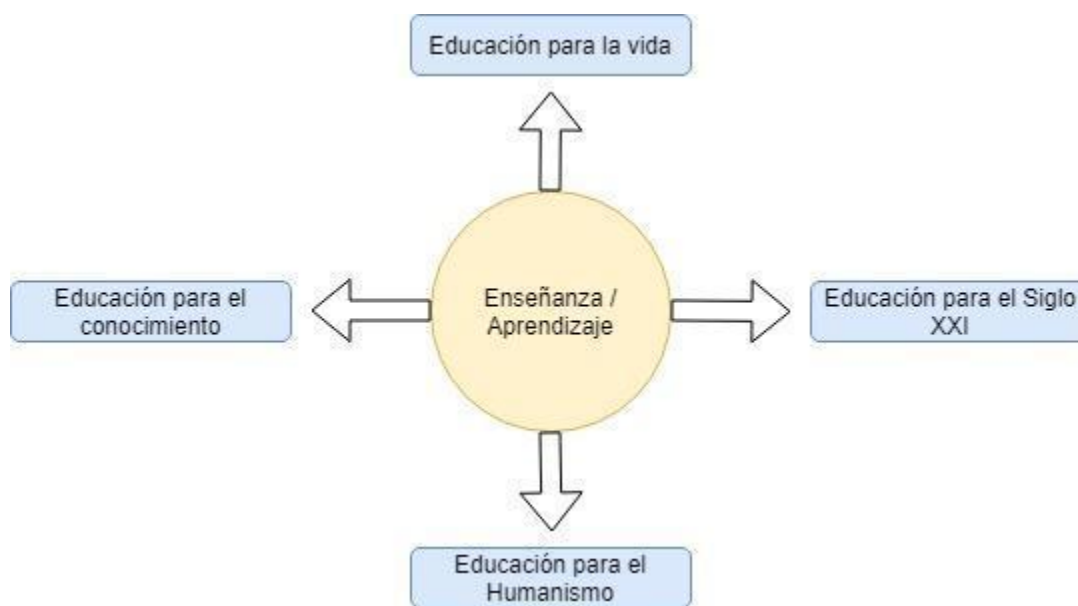 Educación para la vida
Educación para el
conocimiento
Enseñanza /
Aprendizaje
Educación para el Siglo
XXI
Educación para el
Humanismo